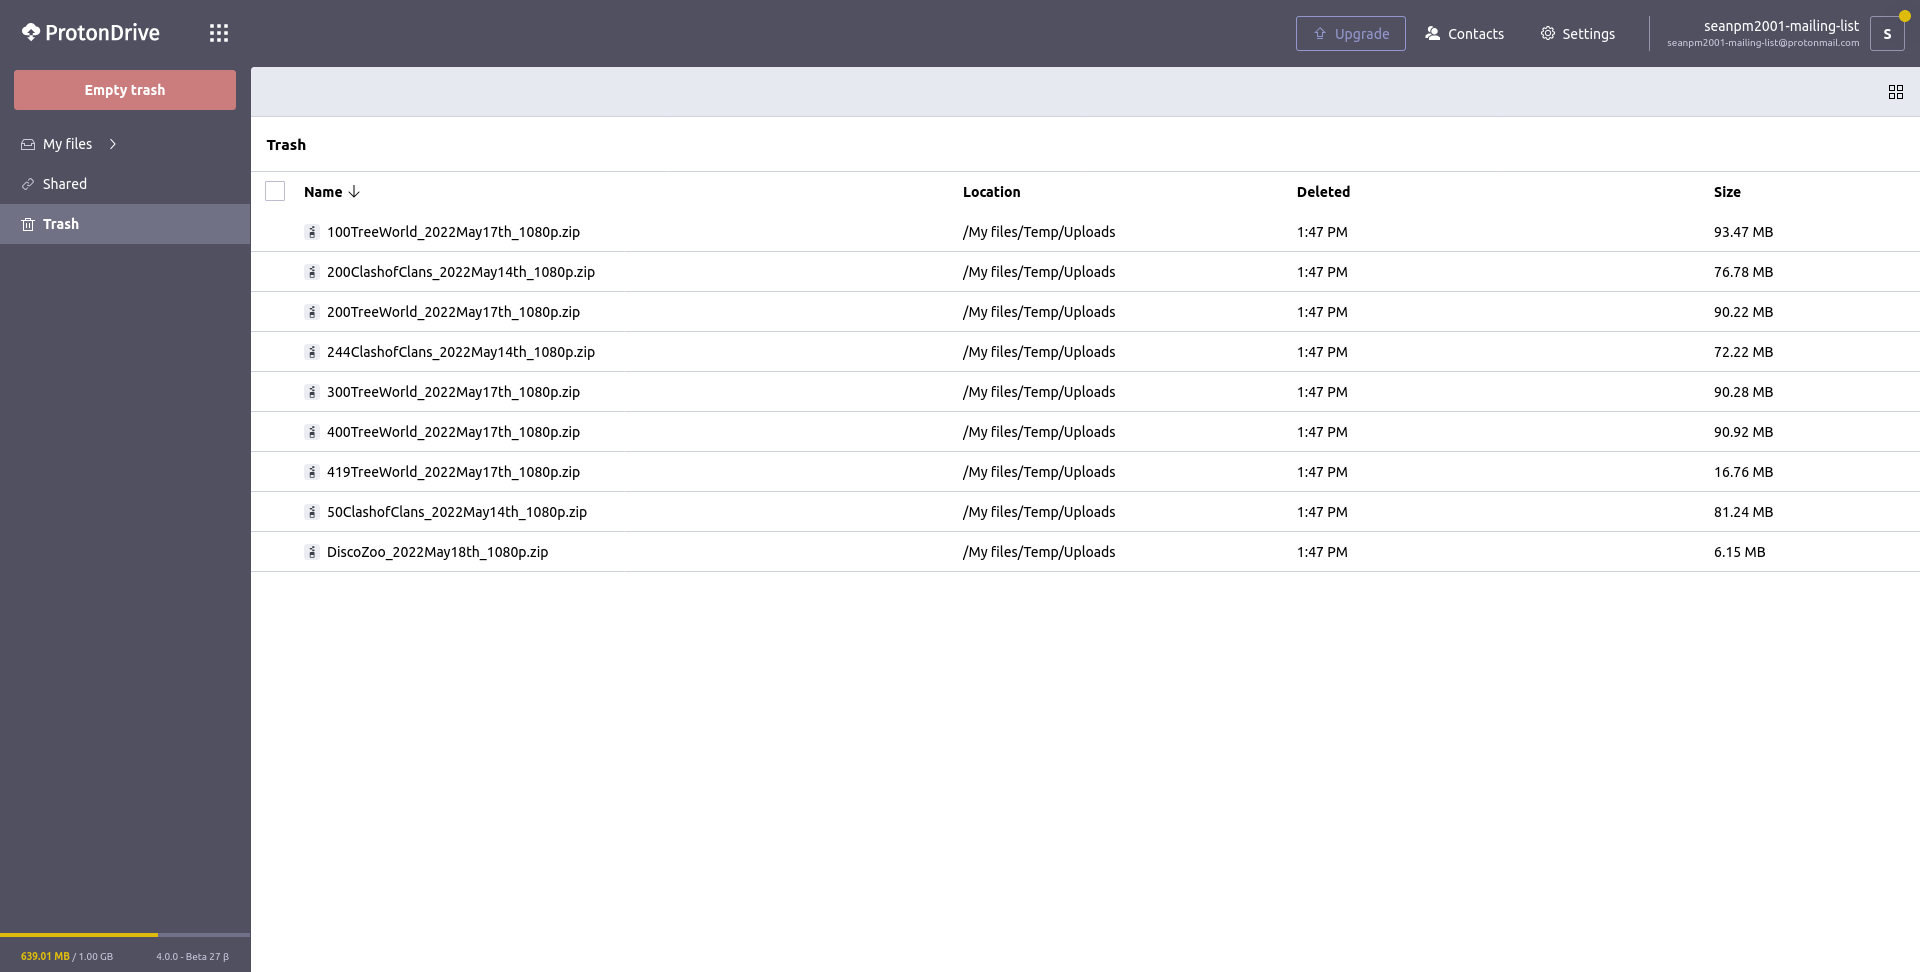 ProtonDrive
Upgrade Contacts Settings seanpm2001-mailing-list
seanpm2001-mailing-list@protonmail.com
S
Empty trash
My files
Shared
Trash
Trash
Name Location Deleted Size
100TreeWorld_2022May17th_1080p.zip /My files/Temp/Uploads 1:47 PM 93.47 MB
200ClashofClans_2022May14th_1080p.zip /My files/Temp/Uploads 1:47 PM 76.78 MB
200TreeWorld_2022May17th_1080p.zip /My files/Temp/Uploads 1:47 PM 90.22 MB
244ClashofClans_2022May14th_1080p.zip /My files/Temp/Uploads 1:47 PM 72.22 MB
300TreeWorld_2022May17th_1080p.zip /My files/Temp/Uploads 1:47 PM 90.28 MB
400TreeWorld_2022May17th_1080p.zip /My files/Temp/Uploads 1:47 PM 90.92 MB
419TreeWorld_2022May17th_1080p.zip /My files/Temp/Uploads 1:47 PM 16.76 MB
50ClashofClans_2022May14th_1080p.zip /My files/Temp/Uploads 1:47 PM 81.24 MB
DiscoZoo_2022May18th_1080p.zip /My files/Temp/Uploads 1:47 PM 6.15 MB
639.01 MB / 1.00 GB 4.0.0 - Beta 27 β